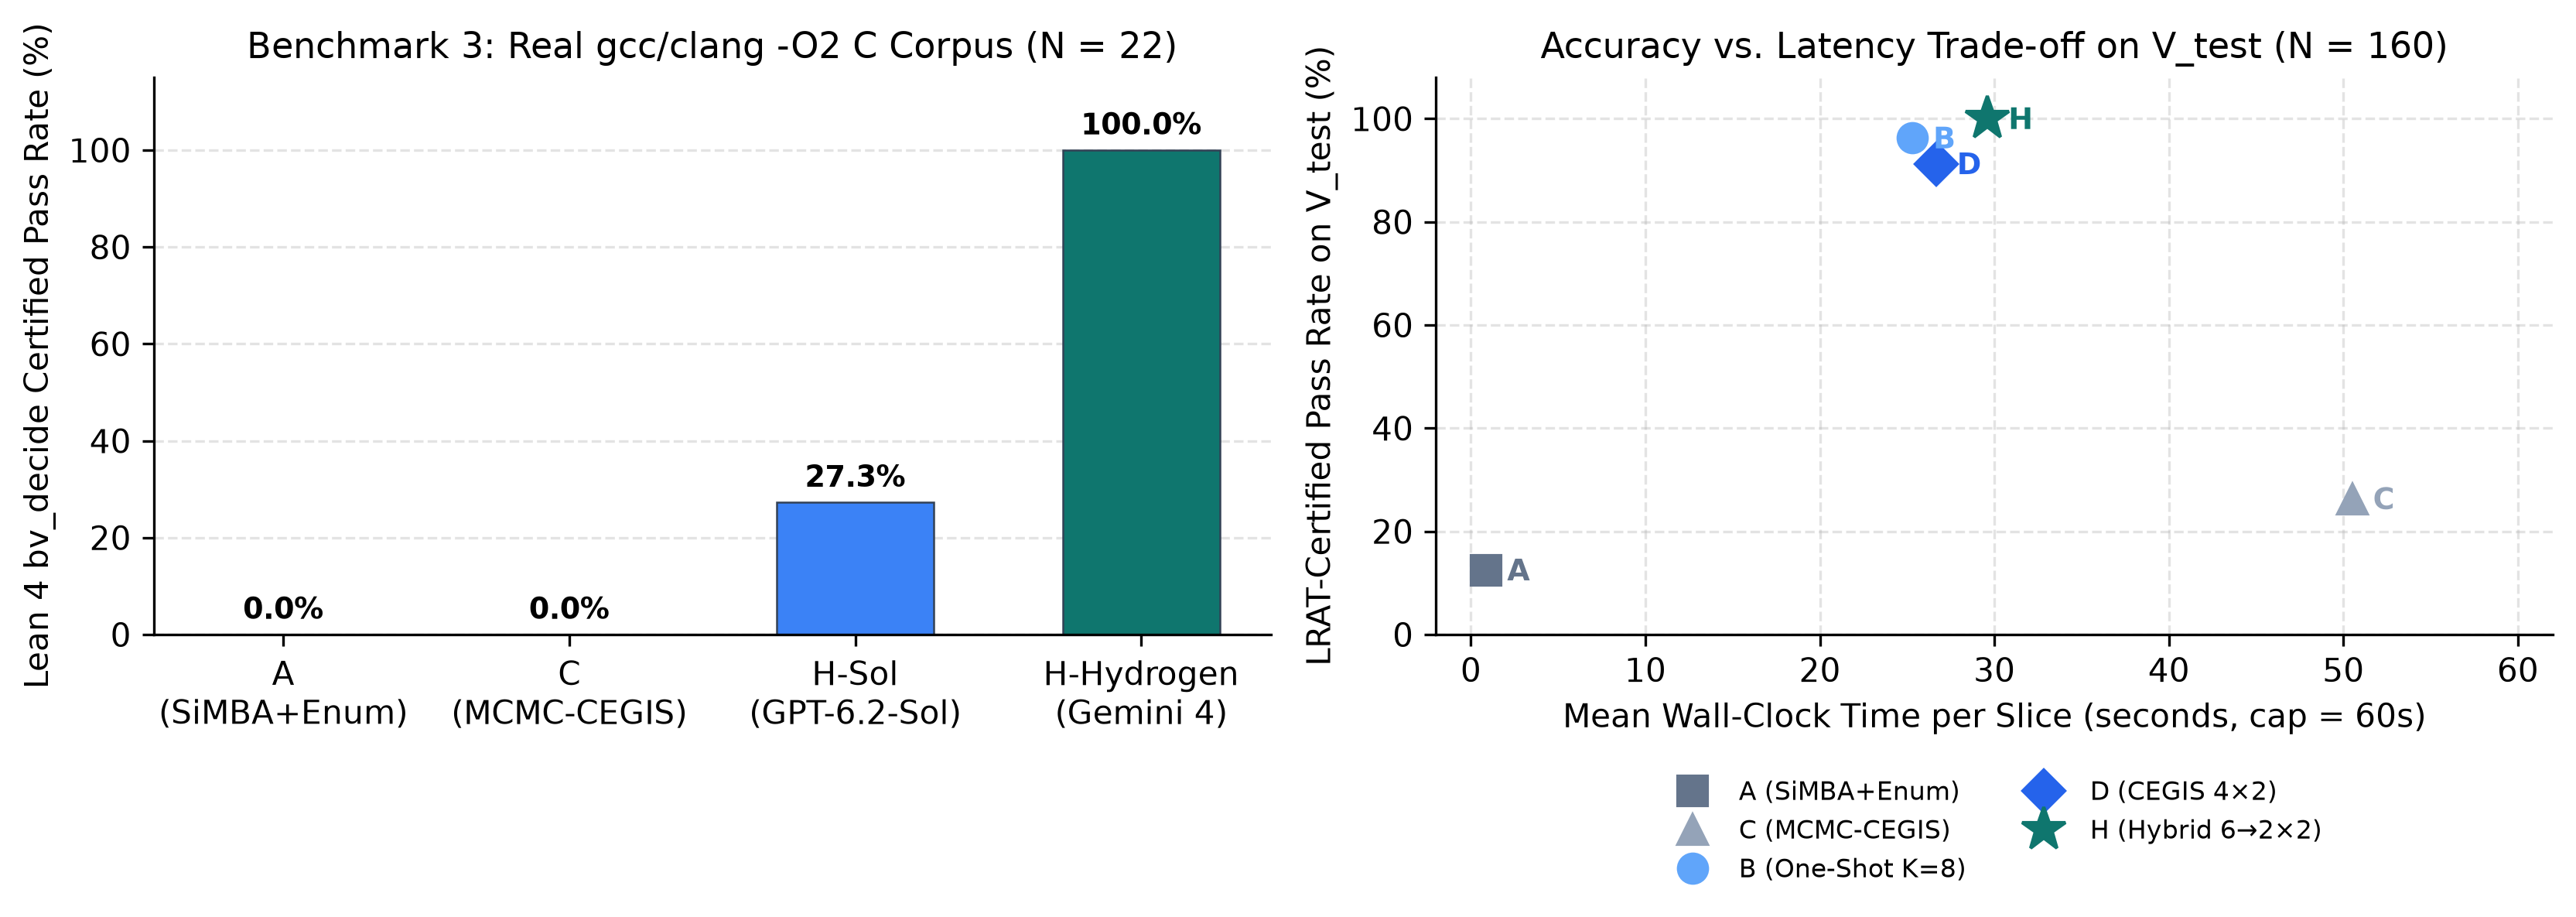 Benchmark 3: Real gcc/clang -O2 C Corpus (N = 22)
Lean 4 bv_decide Certified Pass Rate (%)
100
80
60
40
20
0
0.0%
0.0%
27.3%
100.0%
A
(SiMBA+Enum)
C
(MCMC-CEGIS)
H-Sol
(GPT-6.2-Sol)
H-Hydrogen
(Gemini 4)
Accuracy vs. Latency Trade-off on V_test (N = 160)
LRAT-Certified Pass Rate on V_test (%)
100
80
60
40
20
0
H
B
D
C
A
0
10
20
30
40
50
60
Mean Wall-Clock Time per Slice (seconds, cap = 60s)
A (SiMBA+Enum)
C (MCMC-CEGIS)
B (One-Shot K=8)
D (CEGIS 4×2)
H (Hybrid 6→2×2)